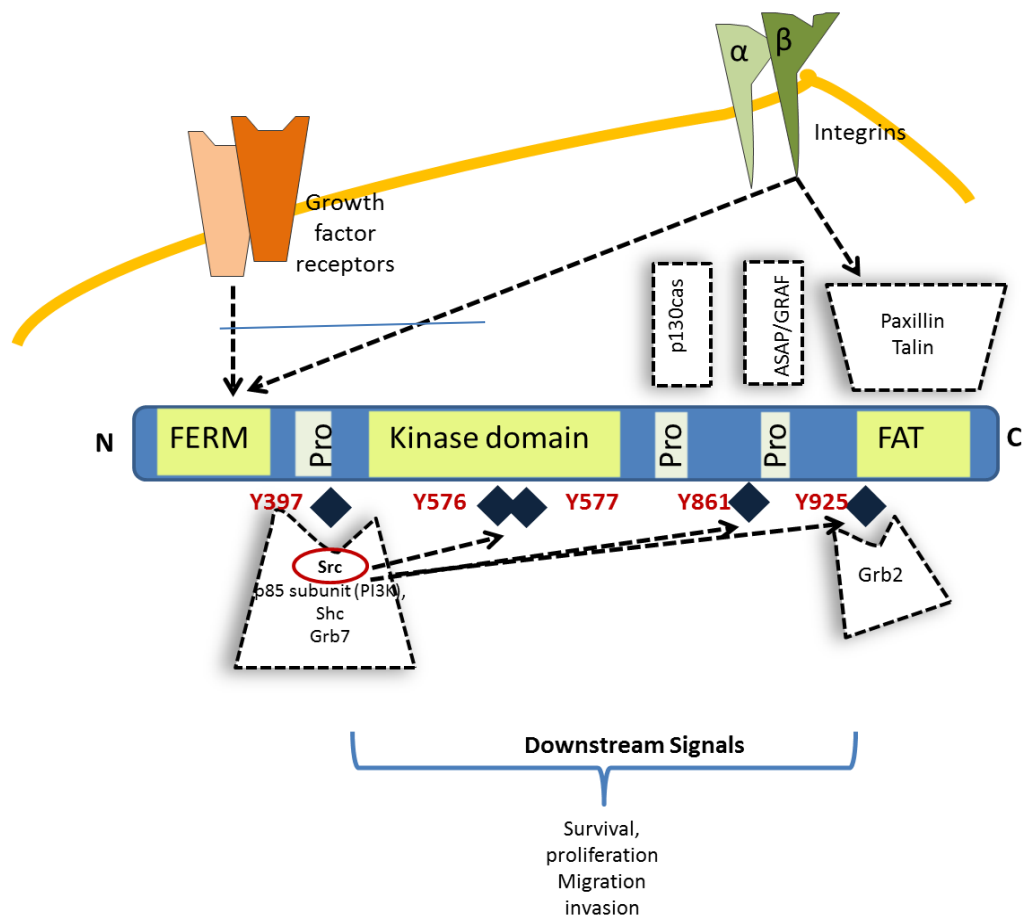 α
β
Integrins
Growth
factor
receptors
p130cas
ASAP/GRAF
Paxillin
Talin
N
FERM
Pro
Kinase domain
Pro
Pro
FAT
C
Y397
Y576
Y577
Y861
Y925
Src
p85 subunit (PI3K),
Shc
Grb7
Grb2
Downstream Signals
Survival,
proliferation
Migration
invasion